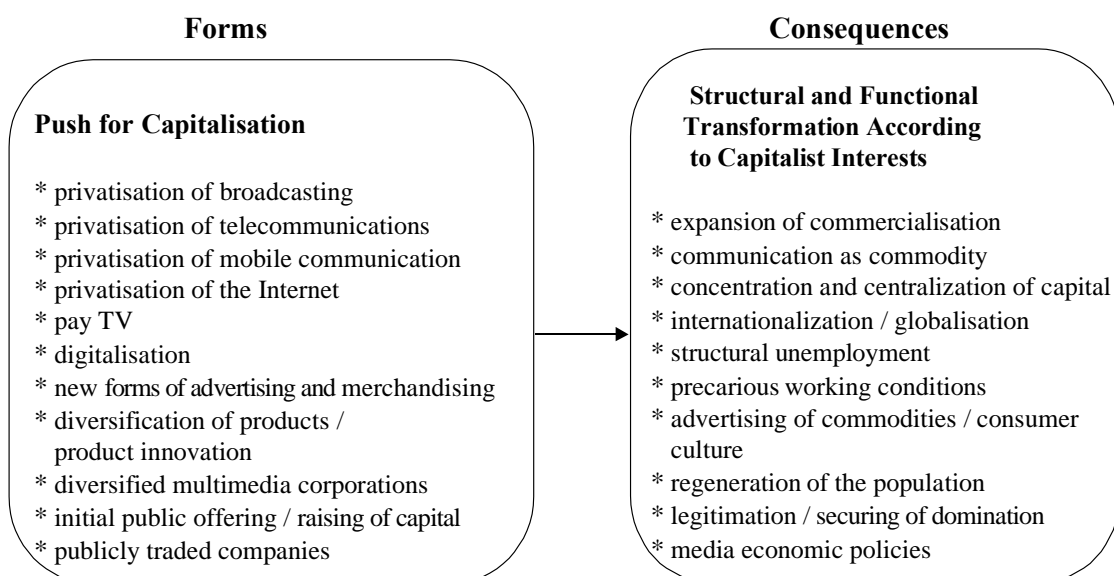 Forms
Push for Capitalisation
* privatisation of broadcasting
* privatisation of telecommunications
* privatisation of mobile communication
* privatisation of the Internet
* pay TV
* digitalisation
* new forms of advertising and merchandising
* diversification of products /
product innovation
* diversified multimedia corporations
* initial public offering / raising of capital
* publicly traded companies
Consequences
Structural and Functional
Transformation According
to Capitalist Interests
* expansion of commercialisation
* communication as commodity
* concentration and centralization of capital
* internationalization / globalisation
* structural unemployment
* precarious working conditions
* advertising of commodities / consumer
culture
* regeneration of the population
* legitimation / securing of domination
* media economic policies